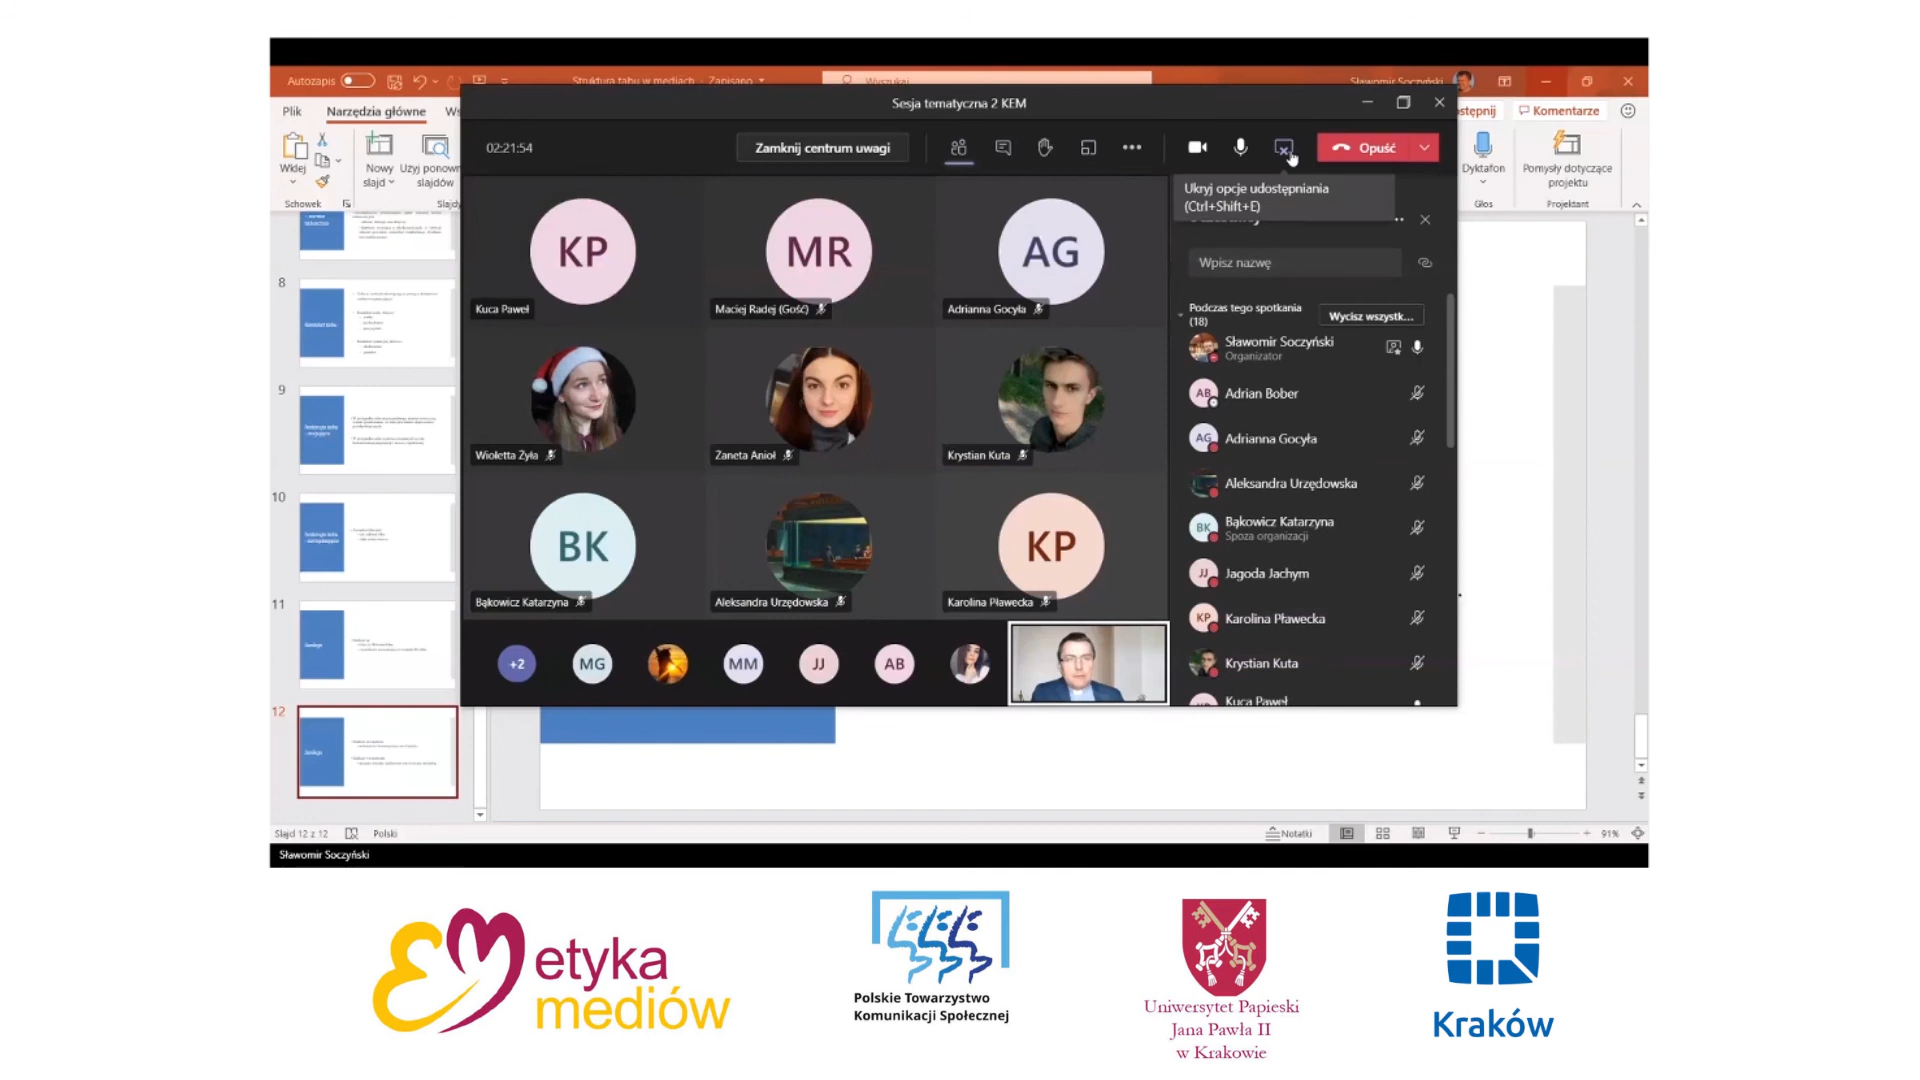 Autozapis
Struktura tabu w mediach - Zapisano
Wyszukaj
Sławomir Soczyński
Plik
Narzędzia główne
Komentarze
Wklej
Nowy
slajd
slajdów
Schowek
Dyktafon
Głos
Pomysły dotyczące
projektu
Projektant
Sesja tematyczna 2 KEM
02:21:54
Zamknij centrum uwagi
Opuść
Ukryj opcje udostępniania
(Ctrl+Shift+E)
KP
Kuca Paweł
MR
Maciej Radej (Gość)
AG
Adrianna Gocyła
Wioletta Żyła
Żaneta Anioł
Krystian Kuta
BK
Bąkowicz Katarzyna
Aleksandra Urzędowska
KP
Karolina Pławecka
+2
MG
MM
JJ
AB
Wpisz nazwę
Podczas tego spotkania
(18)
Wycisz wszystk...
Sławomir Soczyński
Organizator
AB
Adrian Bober
AG
Adrianna Gocyła
Aleksandra Urzędowska
BK
Bąkowicz Katarzyna
Spoza organizacji
JJ
Jagoda Jachym
KP
Karolina Pławecka
Krystian Kuta
Kuca Paweł
8
9
10
11
12
Slajd 12 z 12
Polski
Notatki
91%
Sławomir Soczyński
etyka
mediów
Polskie Towarzystwo
Komunikacji Społecznej
Uniwersytet Papieski
Jana Pawła II
w Krakowie
Kraków